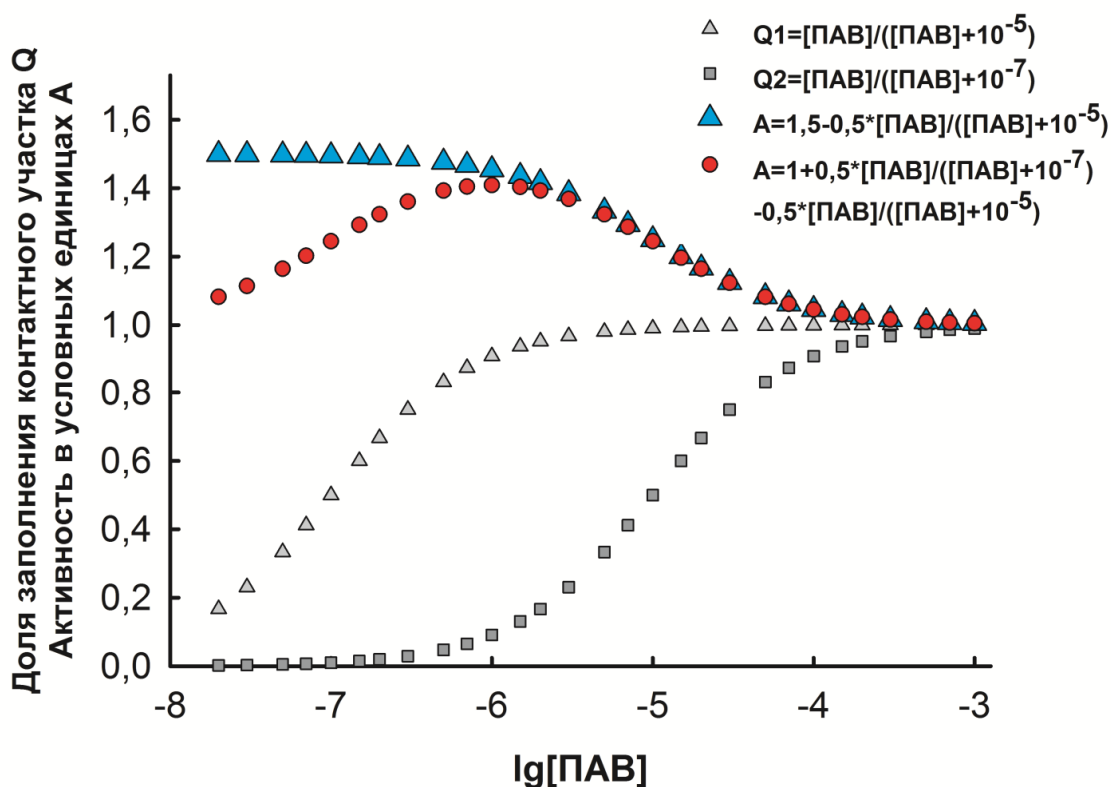 Доля заполнения контактного участка Q
Активность в условных единицах А
1,6
1,4
1,2
1,0
0,8
0,6
0,4
0,2
0,0
-8 -7 -6 -5 -4 -3
lg[ПАВ]
Q1=[ПАВ]/([ПАВ]+10⁻⁵)
Q2=[ПАВ]/([ПАВ]+10⁻⁷)
А=1,5-0,5*[ПАВ]/([ПАВ]+10⁻⁵)
А=1+0,5*[ПАВ]/([ПАВ]+10⁻⁷)
-0,5*[ПАВ]/([ПАВ]+10⁻⁵)